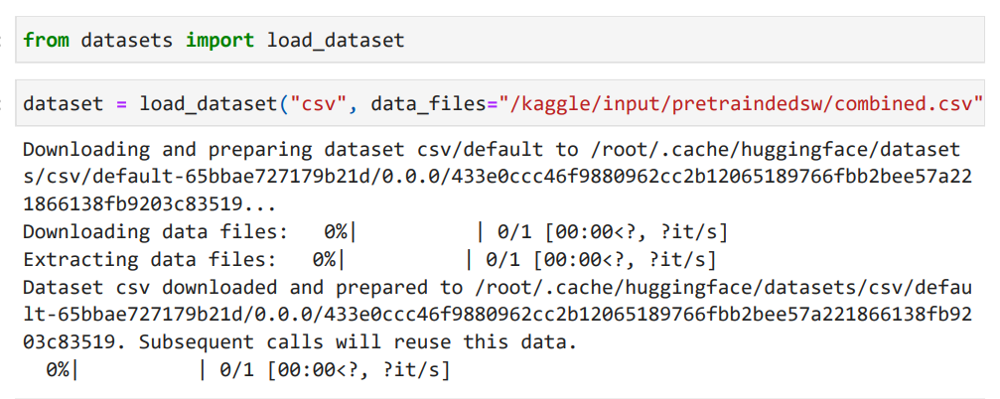 from datasets import load_dataset
dataset = load_dataset("csv", data_files="/kaggle/input/pretraindedsw/combined.csv"
Downloading and preparing dataset csv/default to /root/.cache/huggingface/dataset
s/csv/default-65bbae727179b21d/0.0.0/433e0ccc46f9880962cc2b12065189766fbb2bee57a22
1866138fb9203c83519...
Downloading data files:   0%|          | 0/1 [00:00<?, ?it/s]
Extracting data files:   0%|          | 0/1 [00:00<?, ?it/s]
Dataset csv downloaded and prepared to /root/.cache/huggingface/datasets/csv/defau
lt-65bbae727179b21d/0.0.0/433e0ccc46f9880962cc2b12065189766fbb2bee57a221866138fb92
03c83519. Subsequent calls will reuse this data.
  0%|          | 0/1 [00:00<?, ?it/s]